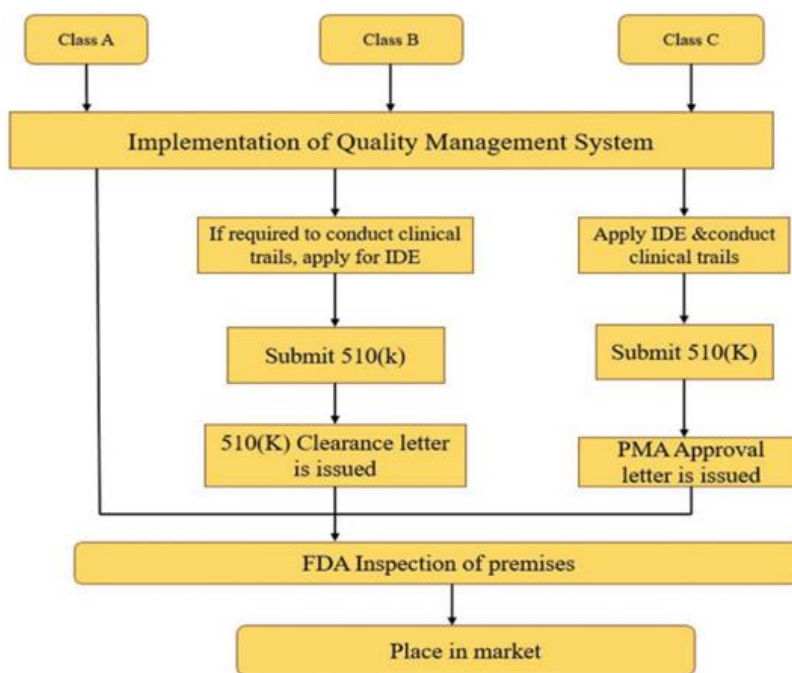 Class A
Class B
Class C
Implementation of Quality Management System
If required to conduct clinical
trails, apply for IDE
Apply IDE &conduct
clinical trails
Submit 510(k)
Submit 510(K)
510(K) Clearance letter
is issued
PMA Approval
letter is issued
FDA Inspection of premises
Place in market